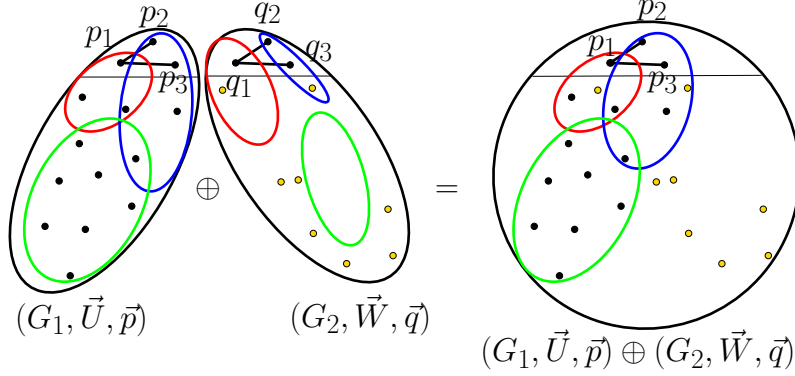 p₂ q₂ p₂
p₁ q₃ p₁
p₃ q₁ p₃
⊕ =
(G₁, U⃗, p⃗) (G₂, W⃗, q⃗)
(G₁, U⃗, p⃗) ⊕ (G₂, W⃗, q⃗)